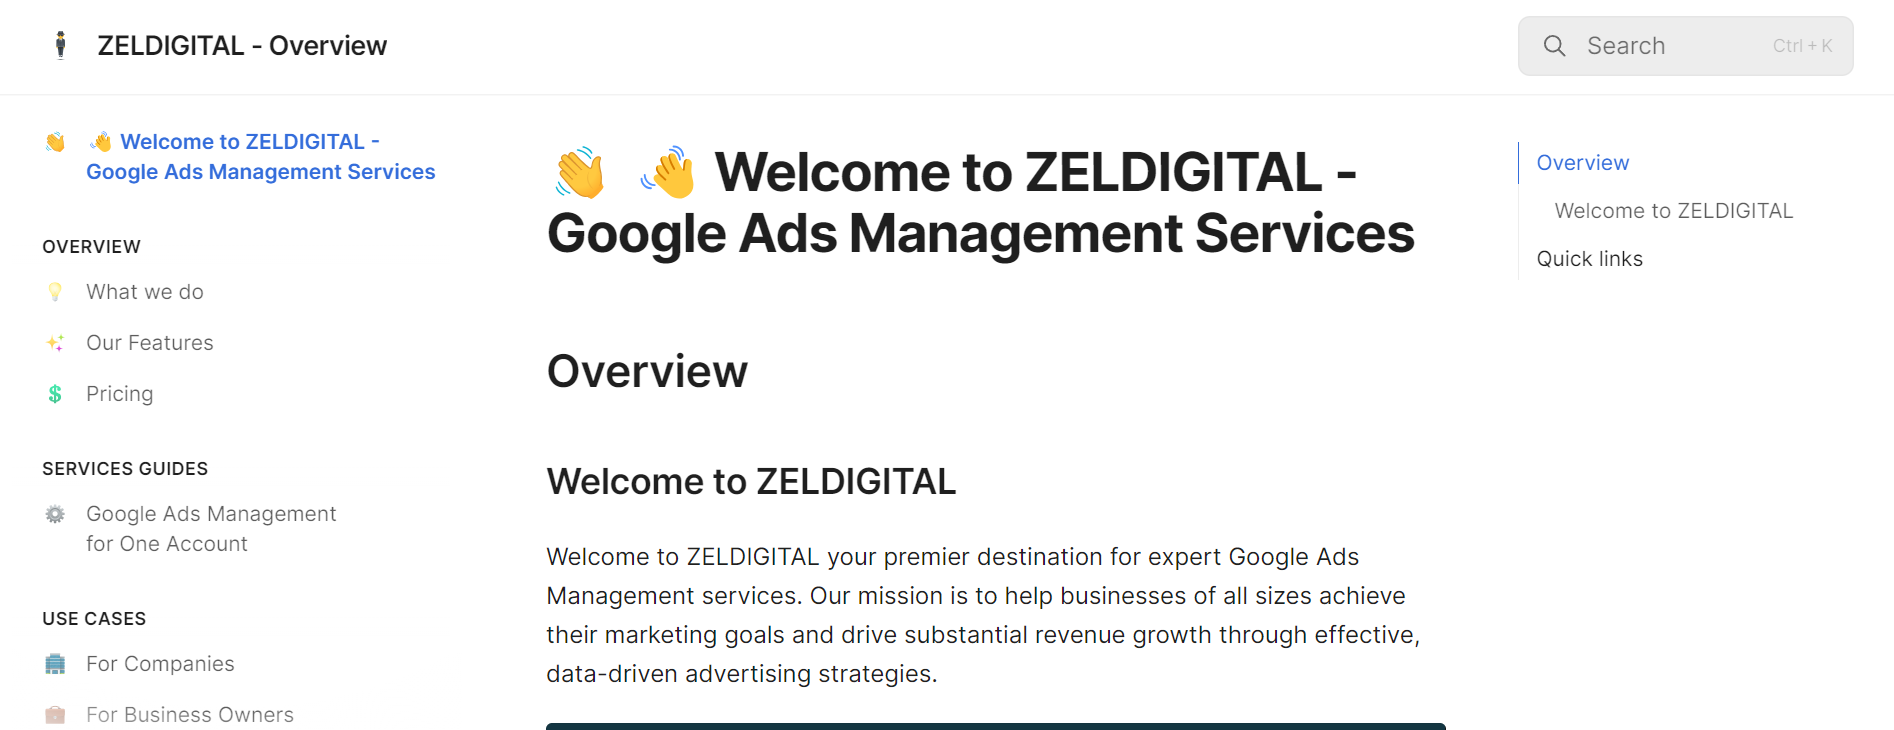 ZELDIGITAL - Overview
Search
Ctrl + K
👋 👋 Welcome to ZELDIGITAL -
Google Ads Management Services
OVERVIEW
What we do
Our Features
Pricing
SERVICES GUIDES
Google Ads Management
for One Account
USE CASES
For Companies
For Business Owners
👋 👋 Welcome to ZELDIGITAL -
Google Ads Management Services
Overview
Welcome to ZELDIGITAL
Welcome to ZELDIGITAL your premier destination for expert Google Ads
Management services. Our mission is to help businesses of all sizes achieve
their marketing goals and drive substantial revenue growth through effective,
data-driven advertising strategies.
Overview
Welcome to ZELDIGITAL
Quick links